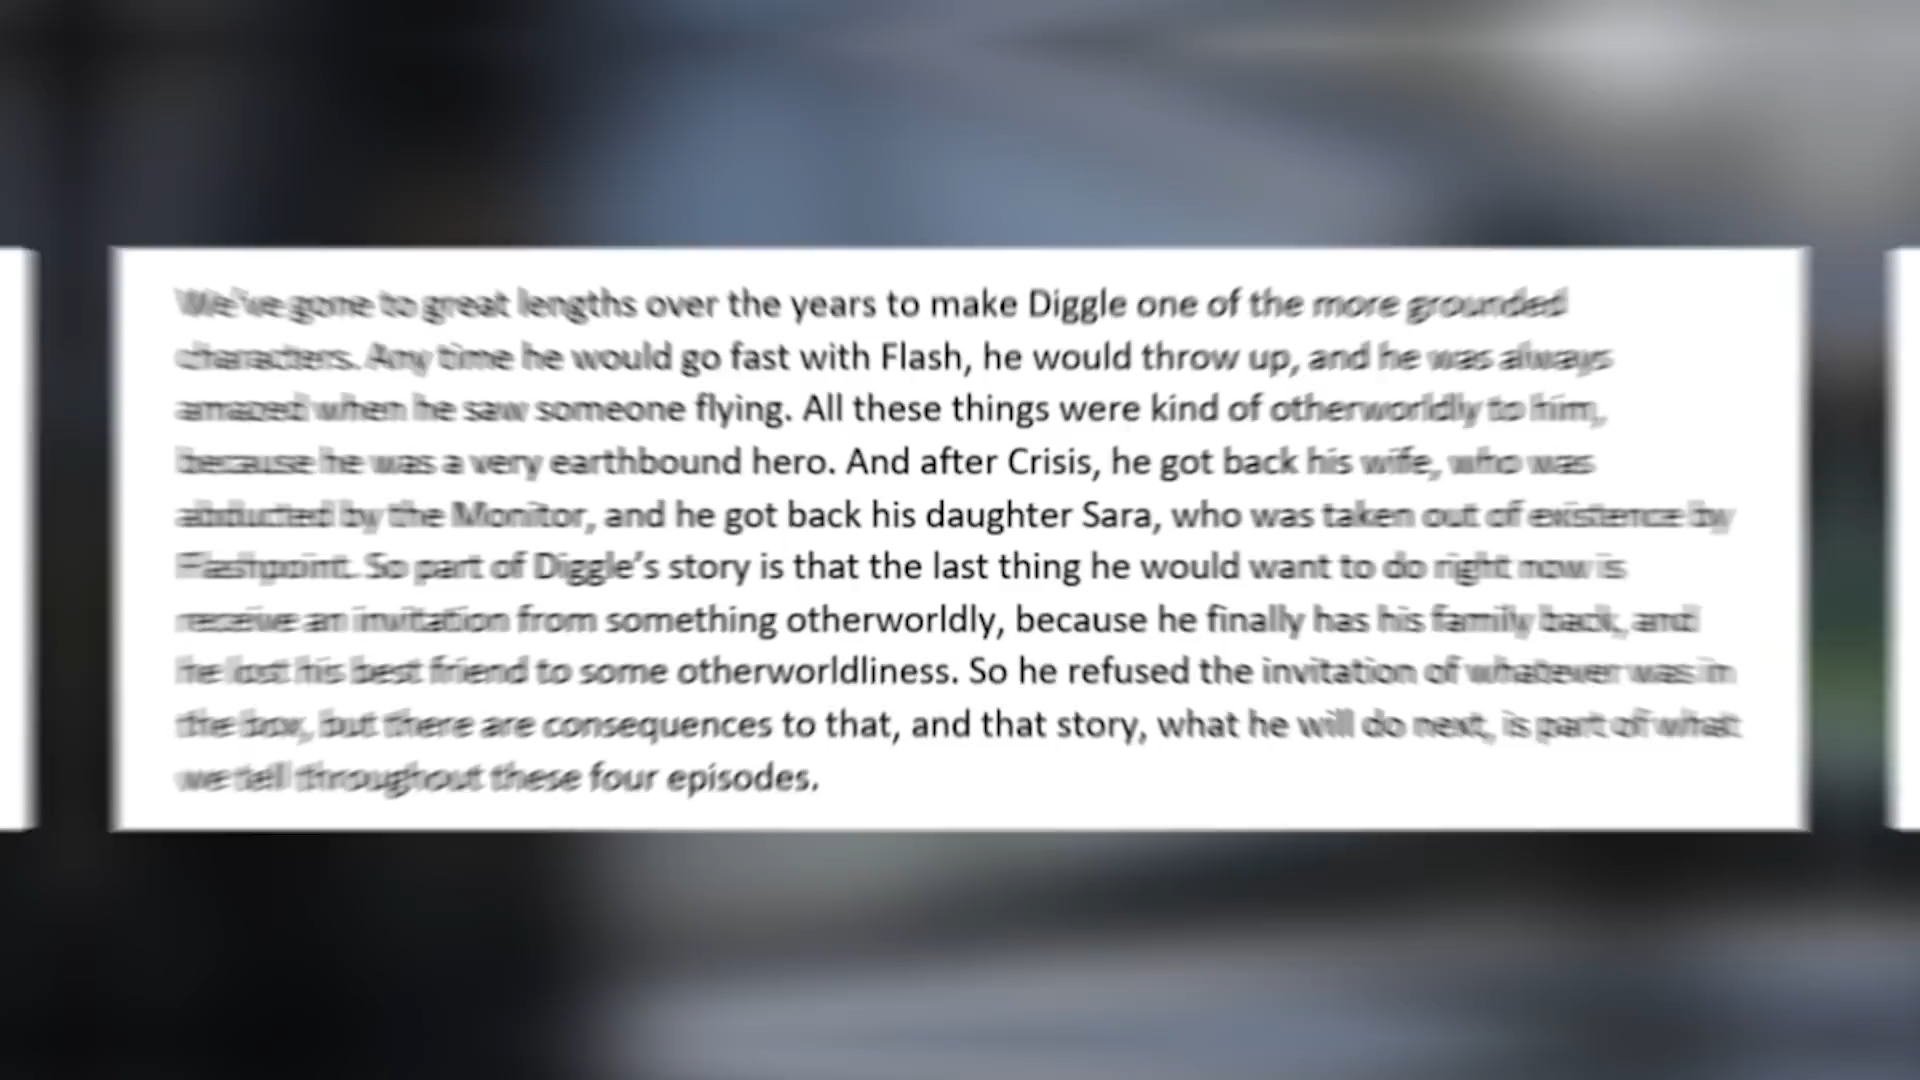 We've gone to great lengths over the years to make Diggle one of the more grounded
characters. Any time he would go fast with Flash, he would throw up, and he was always
amazed when he saw someone flying. All these things were kind of otherworldly to him,
because he was a very earthbound hero. And after Crisis, he got back his wife, who was
abducted by the Monitor, and he got back his daughter Sara, who was taken out of existence by
Flashpoint. So part of Diggle’s story is that the last thing he would want to do right now is
receive an invitation from something otherworldly, because he finally has his family back, and
he lost his best friend to some otherworldliness. So he refused the invitation of whatever was in
the box, but there are consequences to that, and that story, what he will do next, is part of what
we tell throughout these four episodes.